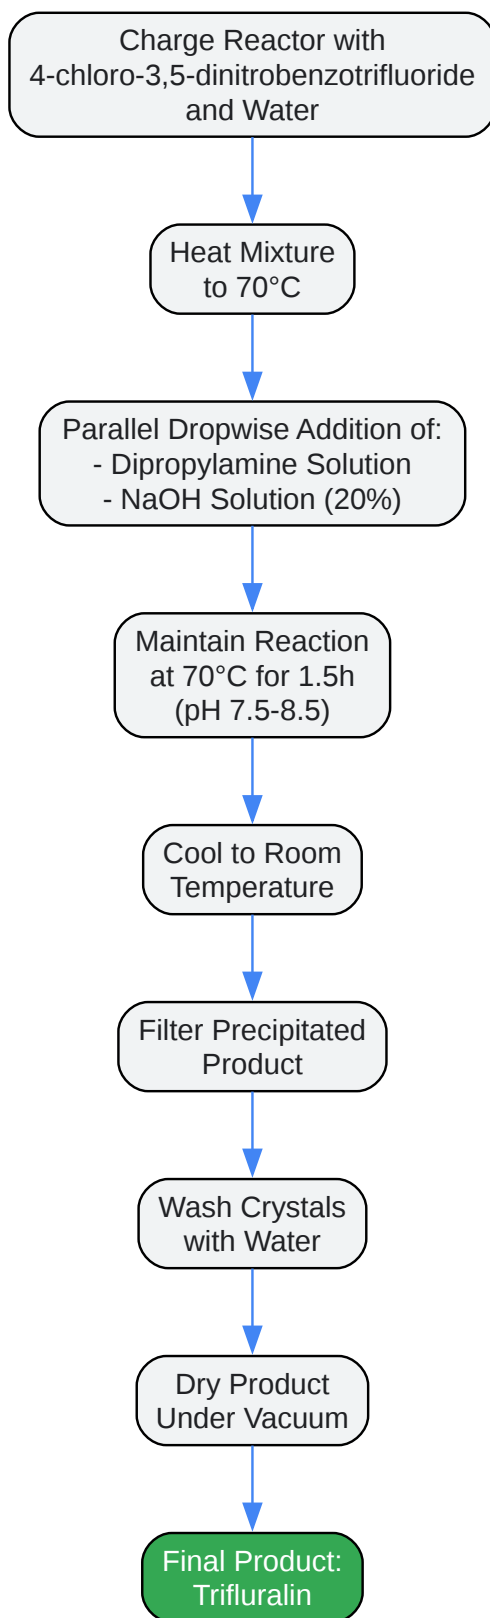 Charge Reactor with
4-chloro-3,5-dinitrobenzotrifluoride
and Water
Heat Mixture
to 70°C
Parallel Dropwise Addition of:
- Dipropylamine Solution
- NaOH Solution (20%)
Maintain Reaction
at 70°C for 1.5h
(pH 7.5-8.5)
Cool to Room
Temperature
Filter Precipitated
Product
Wash Crystals
with Water
Dry Product
Under Vacuum
Final Product:
Trifluralin